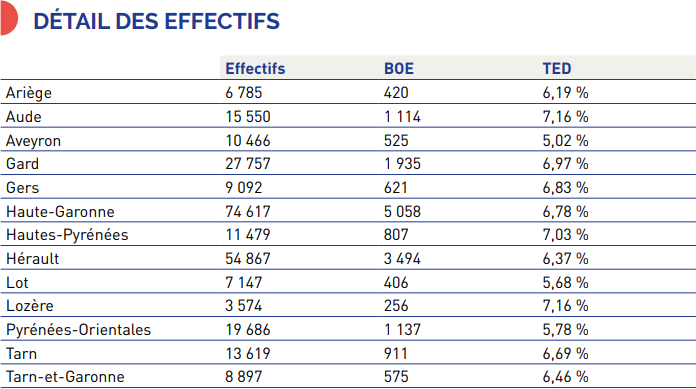 DÉTAIL DES EFFECTIFS
Effectifs BOE TED
Ariège 6 785 420 6,19 %
Aude 15 550 1 114 7,16 %
Aveyron 10 466 525 5,02 %
Gard 27 757 1 935 6,97 %
Gers 9 092 621 6,83 %
Haute-Garonne 74 617 5 058 6,78 %
Hautes-Pyrénées 11 479 807 7,03 %
Hérault 54 867 3 494 6,37 %
Lot 7 147 406 5,68 %
Lozère 3 574 256 7,16 %
Pyrénées-Orientales 19 686 1 137 5,78 %
Tarn 13 619 911 6,69 %
Tarn-et-Garonne 8 897 575 6,46 %